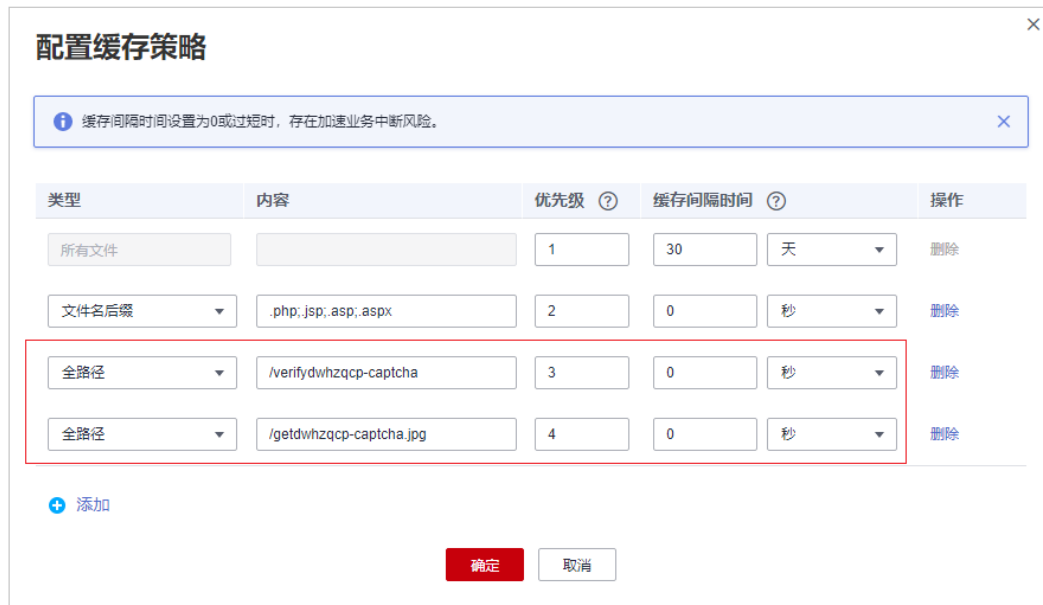 配置缓存策略
缓存间隔时间设置为0或过短时，存在加速业务中断风险。
类型 内容 优先级 缓存间隔时间 操作
所有文件 1 30 天 删除
文件名后缀 .php;.jsp;.asp;.aspx 2 0 秒 删除
全路径 /verifydwhzqcp-captcha 3 0 秒 删除
全路径 /getdwhzqcp-captcha.jpg 4 0 秒 删除
添加
确定 取消